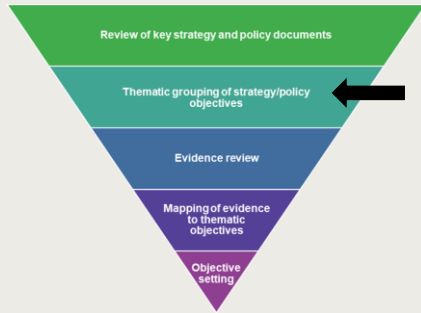 Review of key strategy and policy documents
Thematic grouping of strategy/policy
objectives
Evidence review
Mapping of evidence
to thematic
objectives
Objective
setting